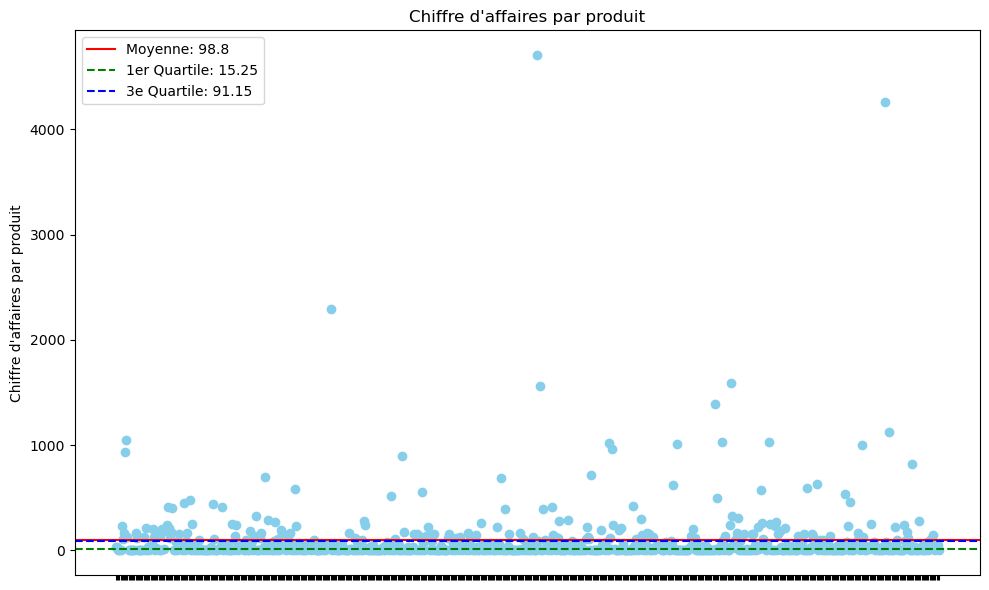 Chiffre d'affaires par produit
Moyenne: 98.8
1er Quartile: 15.25
3e Quartile: 91.15
Chiffre d'affaires par produit
4000
3000
2000
1000
0